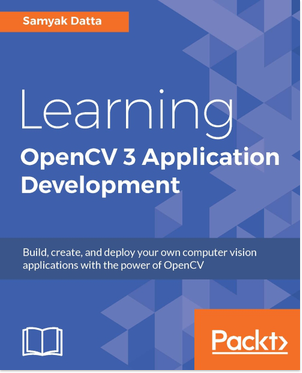 Samyak Datta
Learning
OpenCV 3 Application
Development
Build, create, and deploy your own computer vision
applications with the power of OpenCV
Packt>